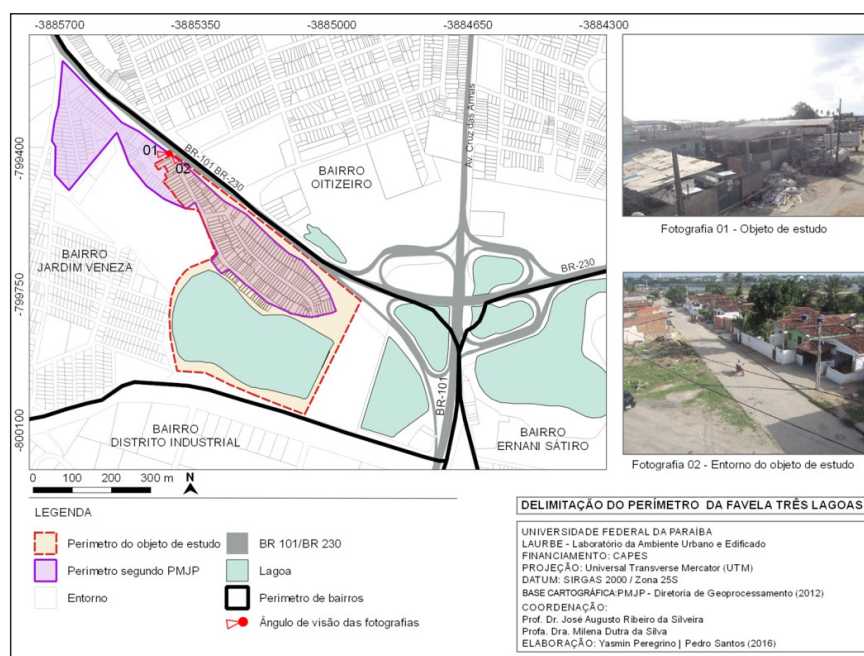 -3885700
-3885350
-3885000
-3884650
-3884300
-799400
-799750
-800100
01
02
BR-101 BR-230
BAIRRO
OITIZEIRO
Av. Cruz das Armas
BAIRRO
JARDIM VENEZA
BR-230
BR-101
BAIRRO
DISTRITO INDUSTRIAL
BAIRRO
ERNANI SÁTIRO
Fotografia 01 - Objeto de estudo
Fotografia 02 - Entorno do objeto de estudo
0 100 200 300 m N
LEGENDA
Perímetro do objeto de estudo
Perimetro segundo PMJP
Entorno
BR 101/BR 230
Lagoa
Perimetro de bairros
Ângulo de visão das fotografias
DELIMITAÇÃO DO PERÍMETRO DA FAVELA TRÊS LAGOAS
UNIVERSIDADE FEDERAL DA PARAÍBA
LAURBE - Laboratório da Ambiente Urbano e Edificado
FINANCIAMENTO: CAPES
PROJEÇÃO: Universal Transverse Mercator (UTM)
DATUM: SIRGAS 2000 / Zona 25S
BASE CARTOGRÁFICA:PMJP - Diretoria de Geoprocessamento (2012)
COORDENAÇÃO:
Prof. Dr. José Augusto Ribeiro da Silveira
Profa. Dra. Milena Dutra da Silva
ELABORAÇÃO: Yasmin Peregrino | Pedro Santos (2016)